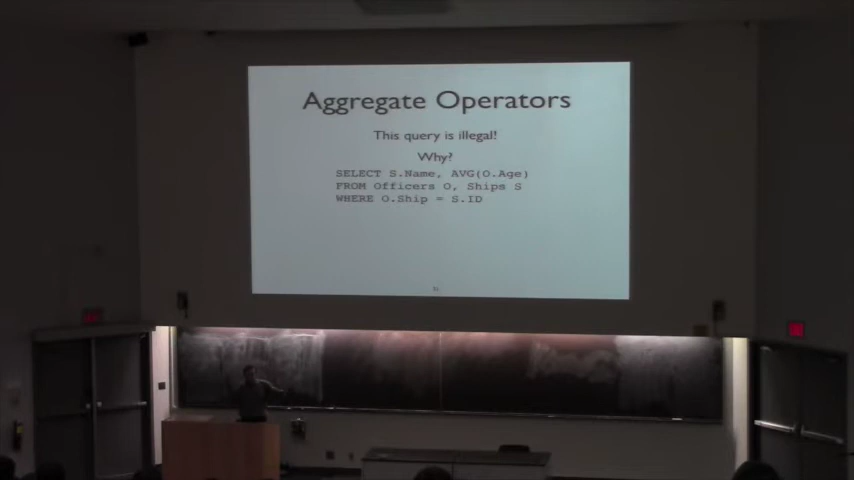 Aggregate Operators
This query is illegal!
Why?
SELECT S.Name, AVG(O.Age)
FROM Officers O, Ships S
WHERE O.Ship = S.ID